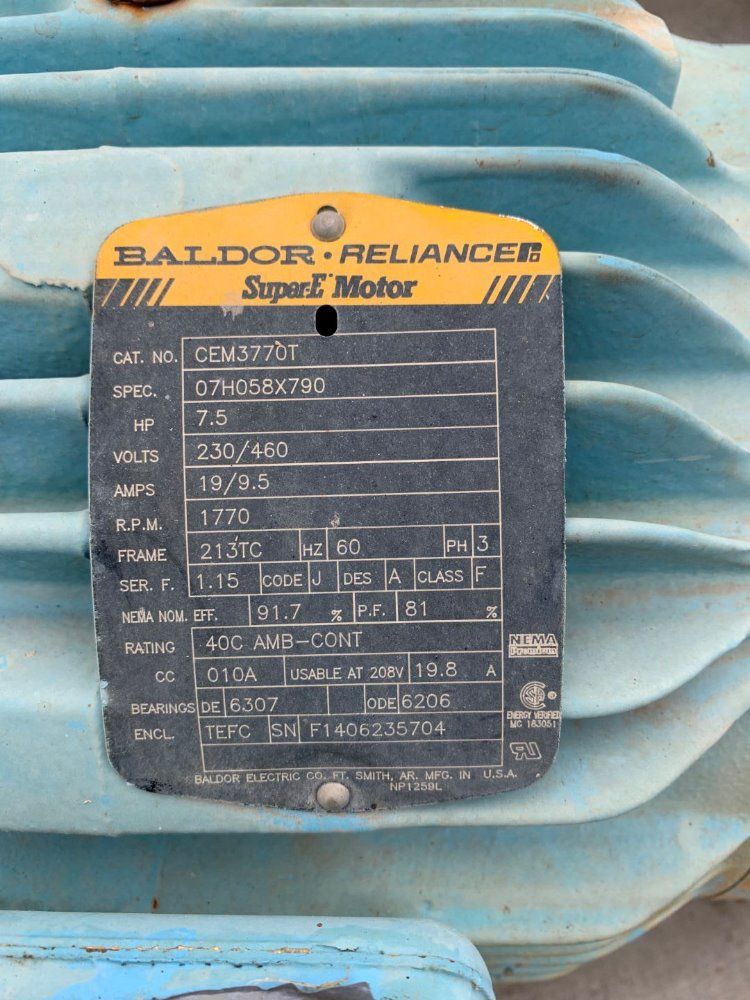 BALDOR • RELIANCE
Super-E Motor
CAT. NO. CEM3770T
SPEC. 07H058X790
HP 7.5
VOLTS 230/460
AMPS 19/9.5
R.P.M. 1770
FRAME 213TC HZ 60 PH 3
SER. F. 1.15 CODE J DES A CLASS F
NEMA NOM. EFF. 91.7 % P.F. 81 %
RATING 40C AMB-CONT
NEMA
Premium
CC 010A USABLE AT 208V 19.8 A
BEARINGS DE 6307 ODE 6206
ENERGY VERIFIED
MC 183051
ENCL. TEFC SN F1406235704
BALDOR ELECTRIC CO. FT. SMITH, AR. MFG. IN U.S.A.
NP1259L